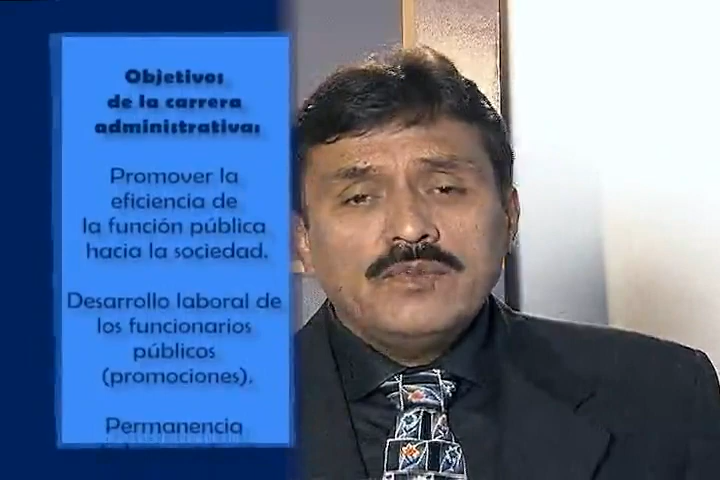 Objetivos
de la carrera
administrativa:
Promover la
eficiencia de
la función pública
hacia la sociedad.
Desarrollo laboral de
los funcionarios
públicos
(promociones).
Permanencia